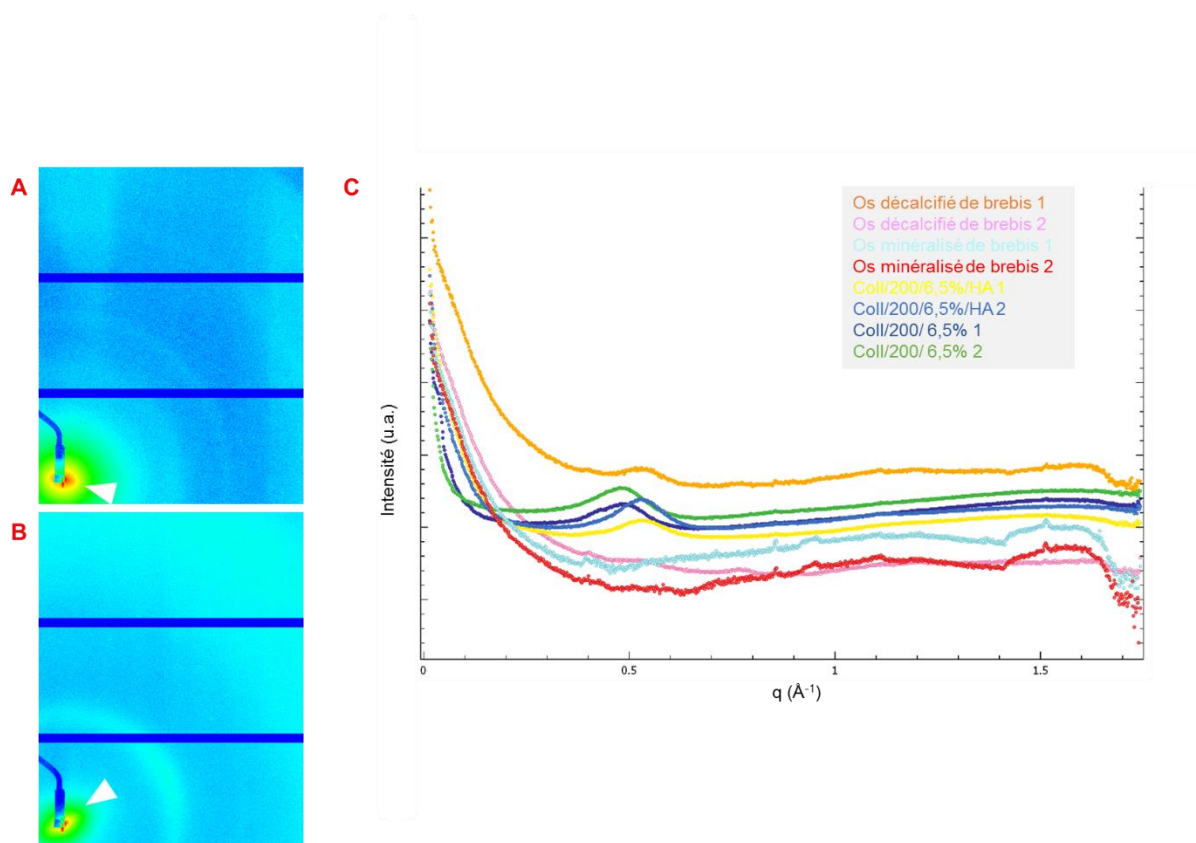 A
B
C
Os décalcifié de brebis 1
Os décalcifié de brebis 2
Os minéralisé de brebis 1
Os minéralisé de brebis 2
Coll/200/6,5%/HA 1
Coll/200/6,5%/HA 2
Coll/200/ 6,5% 1
Coll/200/ 6,5% 2
Intensité (u.a.)
0
0.5
1
1.5
q (Å⁻¹)